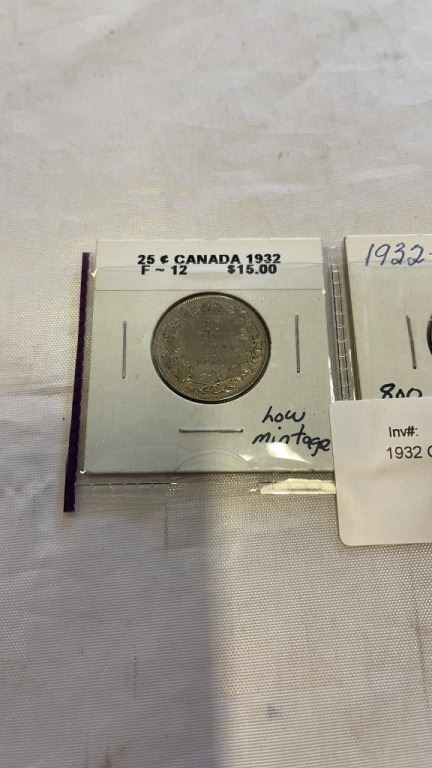 25 ¢ CANADA 1932
F ~ 12 $15.00
low
mintage
1932-
800
Inv#:
1932 C